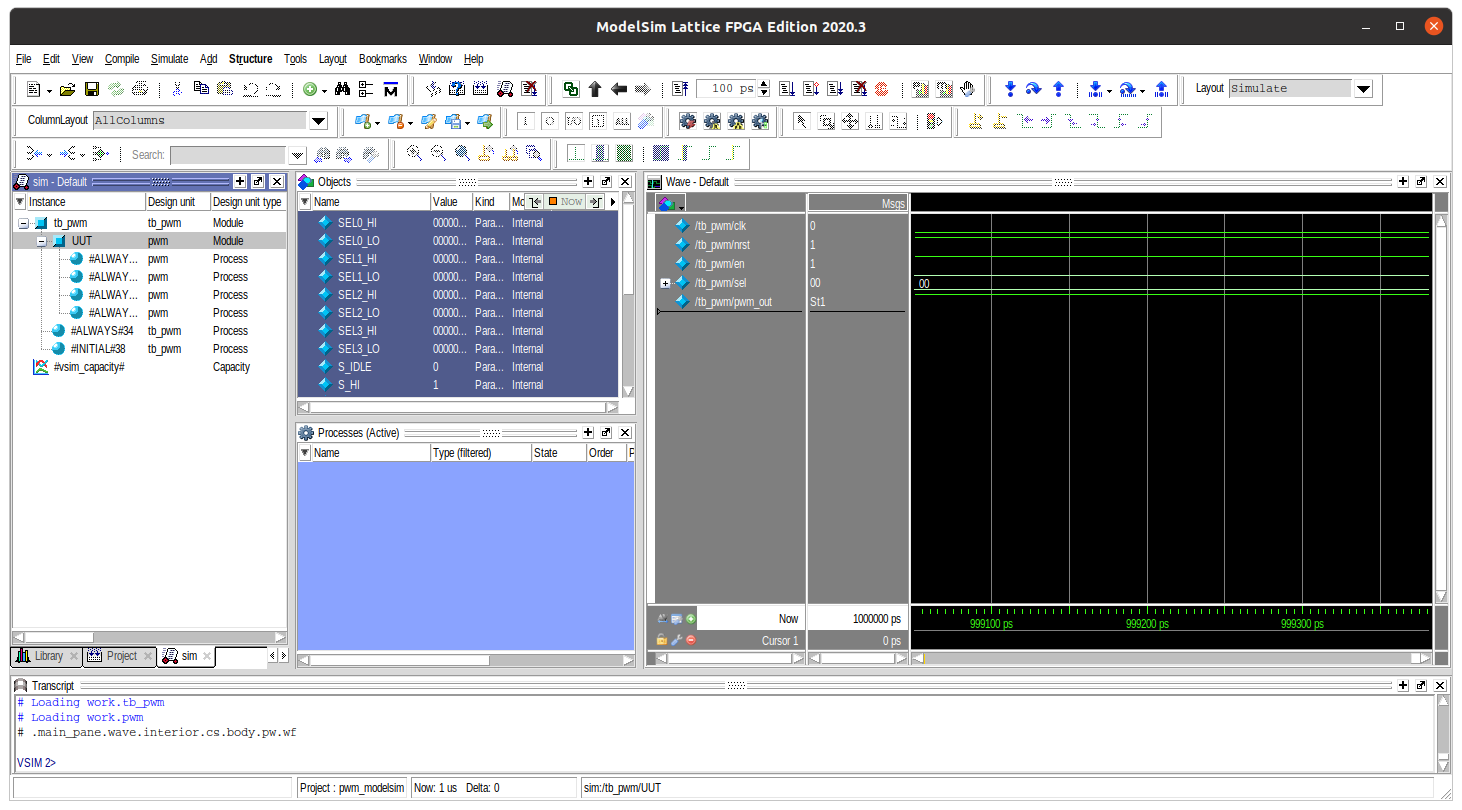 ModelSim Lattice FPGA Edition 2020.3
File Edit View Compile Simulate Add Structure Tools Layout Bookmarks Window Help
100 ps
Layout Simulate
ColumnLayout AllColumns
Search:
sim - Default
Instance Design unit Design unit type
tb_pwm tb_pwm Module
UUT pwm Module
#ALWAY... pwm Process
#ALWAY... pwm Process
#ALWAY... pwm Process
#ALWAY... pwm Process
#ALWAYS#34 tb_pwm Process
#INITIAL#38 tb_pwm Process
#vsim_capacity# Capacity
Library Project sim
Objects
Name Value Kind Mo Now
SEL0_HI 00000... Para... Internal
SEL0_LO 00000... Para... Internal
SEL1_HI 00000... Para... Internal
SEL1_LO 00000... Para... Internal
SEL2_HI 00000... Para... Internal
SEL2_LO 00000... Para... Internal
SEL3_HI 00000... Para... Internal
SEL3_LO 00000... Para... Internal
S_IDLE 0 Para... Internal
S_HI 1 Para... Internal
Processes (Active)
Name Type (filtered) State Order P
Wave - Default
Msgs
/tb_pwm/clk 0
/tb_pwm/nrst 1
/tb_pwm/en 1
/tb_pwm/sel 00 00
/tb_pwm/pwm_out St1
Now 1000000 ps 999100 ps 999200 ps 999300 ps
Cursor 1 0 ps
Transcript
# Loading work.tb_pwm
# Loading work.pwm
# .main_pane.wave.interior.cs.body.pw.wf
VSIM 2>
Project : pwm_modelsim Now: 1 us Delta: 0 sim:/tb_pwm/UUT